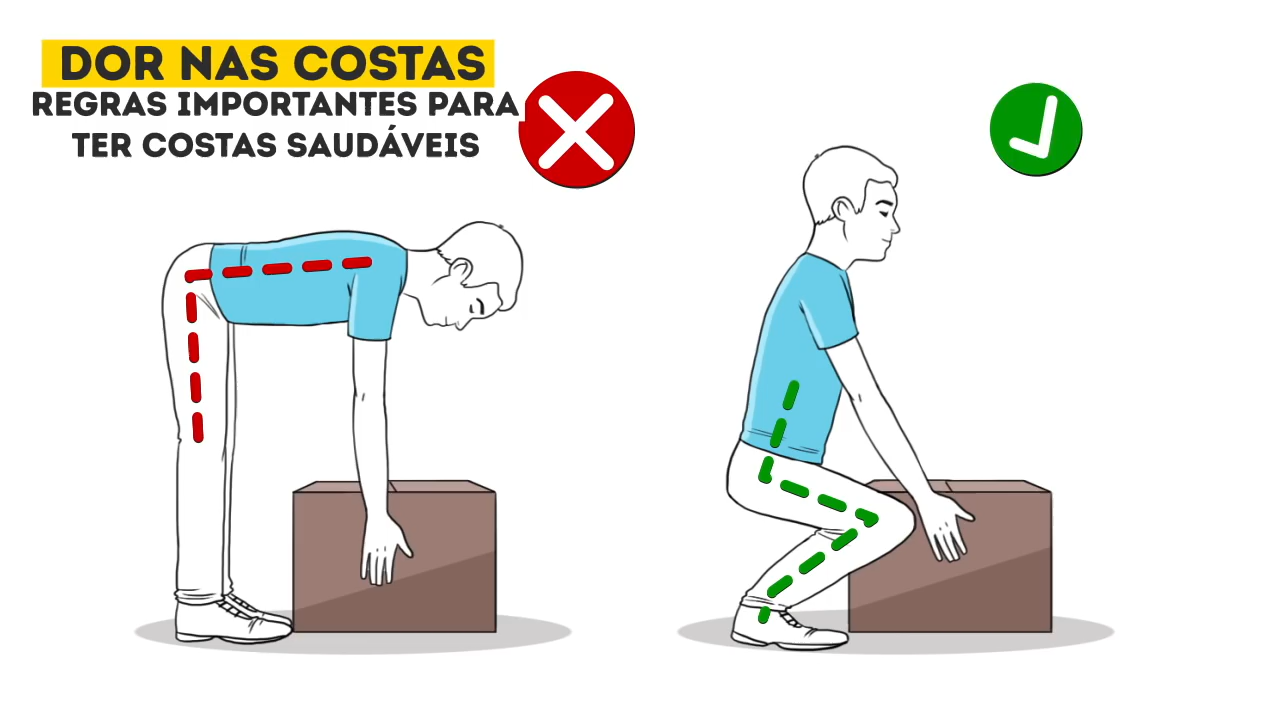 DOR NAS COSTAS
REGRAS IMPORTANTES PARA
TER COSTAS SAUDÁVEIS